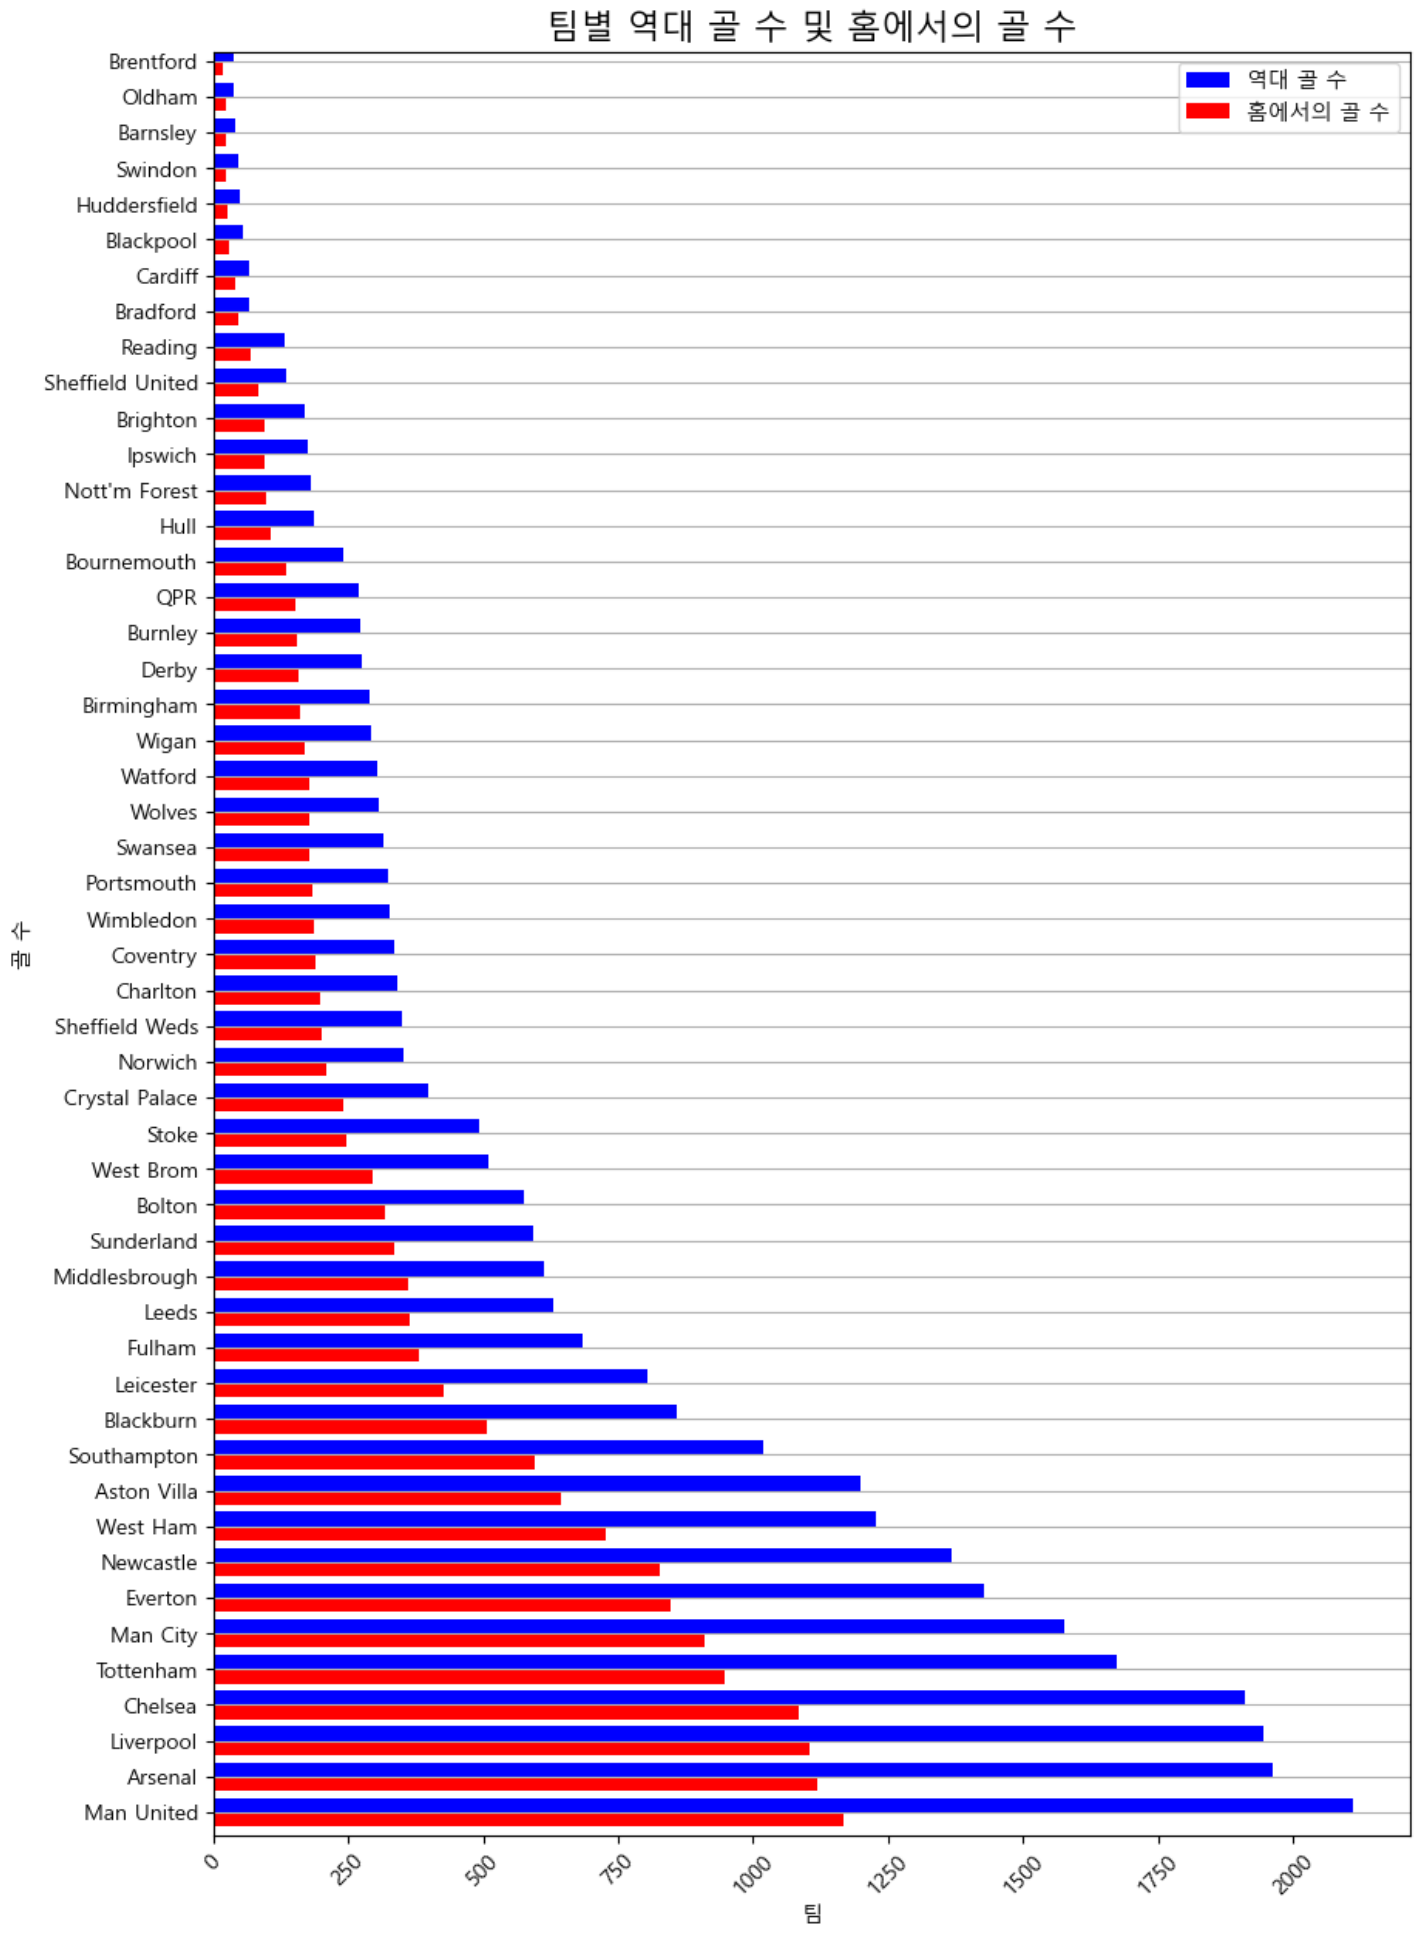 팀별 역대 골 수 및 홈에서의 골 수
역대 골 수
홈에서의 골 수
Brentford
Oldham
Barnsley
Swindon
Huddersfield
Blackpool
Cardiff
Bradford
Reading
Sheffield United
Brighton
Ipswich
Nott'm Forest
Hull
Bournemouth
QPR
Burnley
Derby
Birmingham
Wigan
Watford
Wolves
Swansea
Portsmouth
Wimbledon
Coventry
Charlton
Sheffield Weds
Norwich
Crystal Palace
Stoke
West Brom
Bolton
Sunderland
Middlesbrough
Leeds
Fulham
Leicester
Blackburn
Southampton
Aston Villa
West Ham
Newcastle
Everton
Man City
Tottenham
Chelsea
Liverpool
Arsenal
Man United
골 수
0 250 500 750 1000 1250 1500 1750 2000
팀